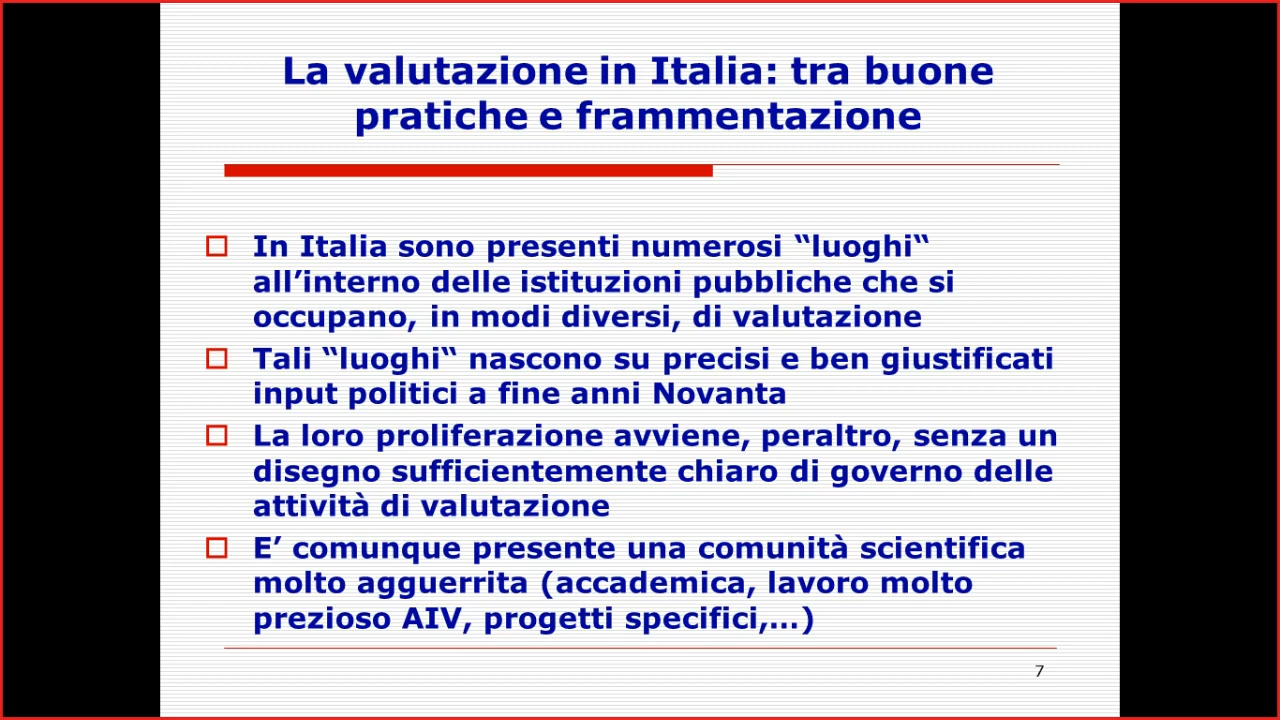 La valutazione in Italia: tra buone
pratiche e frammentazione
In Italia sono presenti numerosi “luoghi“
all’interno delle istituzioni pubbliche che si
occupano, in modi diversi, di valutazione
Tali “luoghi“ nascono su precisi e ben giustificati
input politici a fine anni Novanta
La loro proliferazione avviene, peraltro, senza un
disegno sufficientemente chiaro di governo delle
attività di valutazione
E’ comunque presente una comunità scientifica
molto agguerrita (accademica, lavoro molto
prezioso AIV, progetti specifici,…)
7